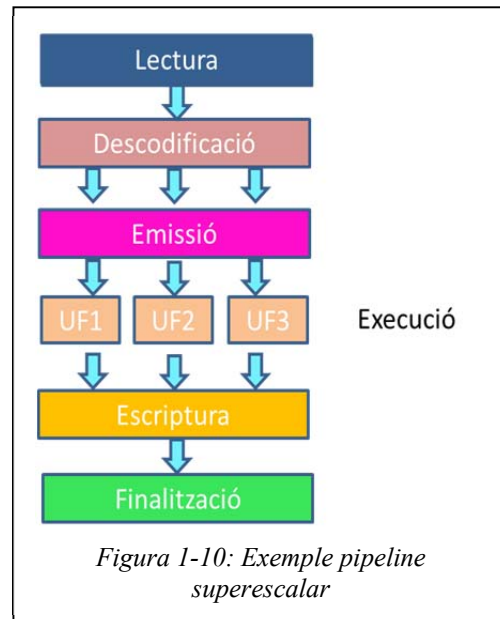 Lectura
Descodificació
Emissió
UF1 UF2 UF3 Execució
Escriptura
Finalització
Figura 1-10: Exemple pipeline
superescalar